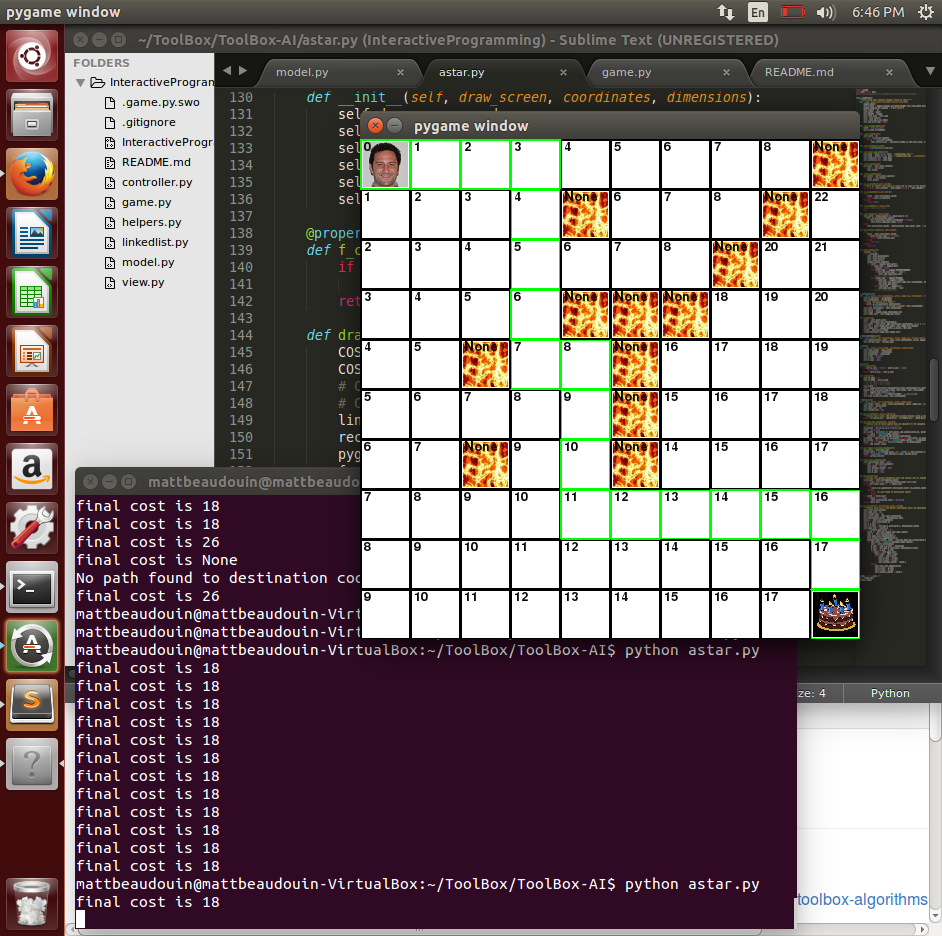 pygame window
En
6:46 PM
~/ToolBox/ToolBox-AI/astar.py (InteractiveProgramming) - Sublime Text (UNREGISTERED)
FOLDERS
InteractiveProgran
.game.py.swo
.gitignore
InteractiveProgra
README.md
controller.py
game.py
helpers.py
linkedlist.py
model.py
view.py
model.py ×
astar.py ×
game.py ×
README.md ×
130 def __init__(self, draw_screen, coordinates, dimensions):
131 sel
132 sel
133 sel
134 sel
135 sel
136 sel
137
138 @proper
139 def f_c
140 if
141
142 ret
143
144 def dra
145 COS
146 COS
147 # C
148 # C
149 lin
150 rec
151 pyg
pygame window
0 1 2 3 4 5 6 7 8 None
1 2 3 4 None 6 7 8 None 22
2 3 4 5 6 7 8 None 20 21
3 4 5 6 None None None 18 19 20
4 5 None 7 8 None 16 17 18 19
5 6 7 8 9 None 15 16 17 18
6 7 None 9 10 None 14 15 16 17
7 8 9 10 11 12 13 14 15 16
8 9 10 11 12 13 14 15 16 17
9 10 11 12 13 14 15 16 17
mattbeaudouin@mattbeaudo
final cost is 18
final cost is 18
final cost is 26
final cost is None
No path found to destination coo
final cost is 26
mattbeaudouin@mattbeaudouin-Virt
mattbeaudouin@mattbeaudouin-Virt
mattbeaudouin@mattbeaudouin-VirtualBox:~/ToolBox/ToolBox-AI$ python astar.py
final cost is 18
final cost is 18
final cost is 18
final cost is 18
final cost is 18
final cost is 18
final cost is 18
final cost is 18
final cost is 18
final cost is 18
final cost is 18
final cost is 18
mattbeaudouin@mattbeaudouin-VirtualBox:~/ToolBox/ToolBox-AI$ python astar.py
final cost is 18
ze: 4
Python
toolbox-algorithms